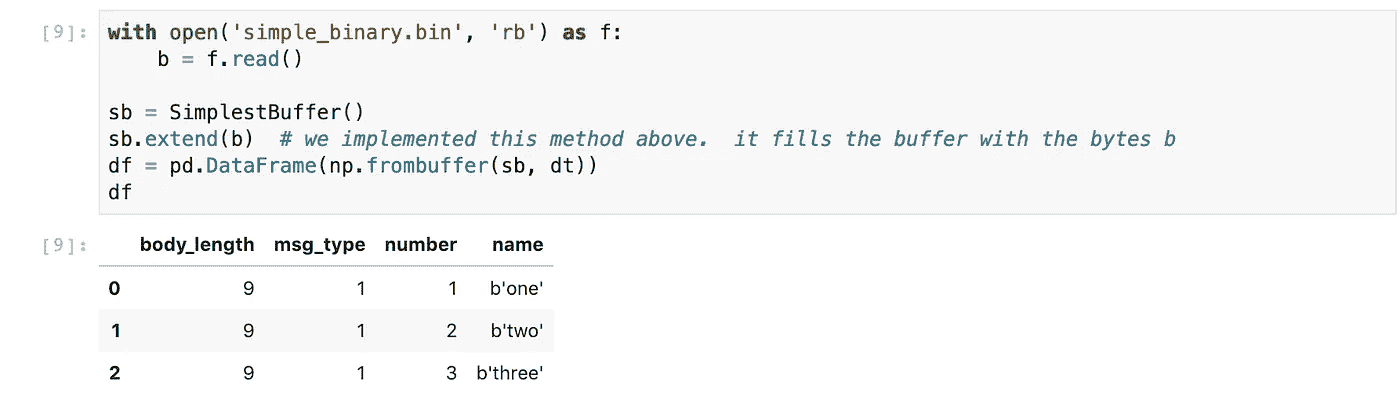 [9]: with open('simple_binary.bin', 'rb') as f:
    b = f.read()

sb = SimplestBuffer()
sb.extend(b)  # we implemented this method above.  it fills the buffer with the bytes b
df = pd.DataFrame(np.frombuffer(sb, dt))
df
[9]: body_length msg_type number name
0 9 1 1 b'one'
1 9 1 2 b'two'
2 9 1 3 b'three'